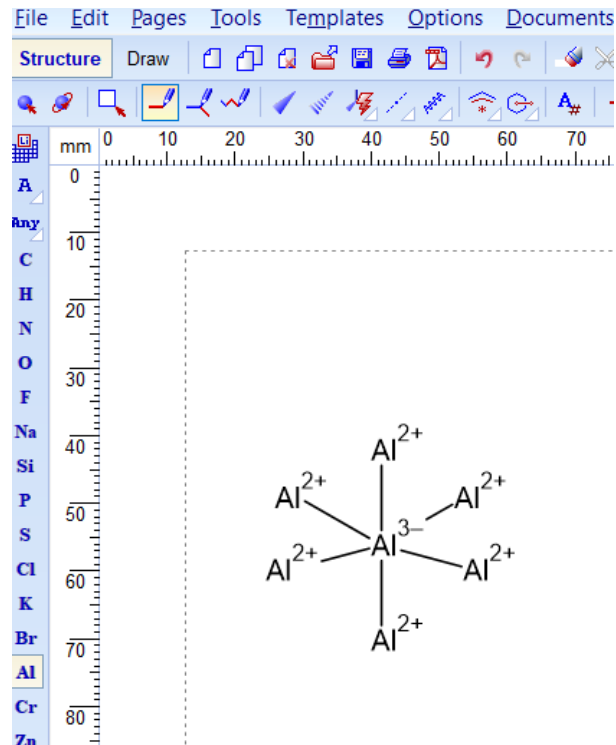 File Edit Pages Tools Templates Options Documents
Structure Draw
A#
Li mm 0 10 20 30 40 50 60 70
0
A
Any
10
C
H
20
N
O
30
F
Na
40
Si
P
50
S
Cl
60
K
Br
70
Al
Cr
80
Zn
Al2+
Al2+ Al2+
Al3–
Al2+ Al2+
Al2+